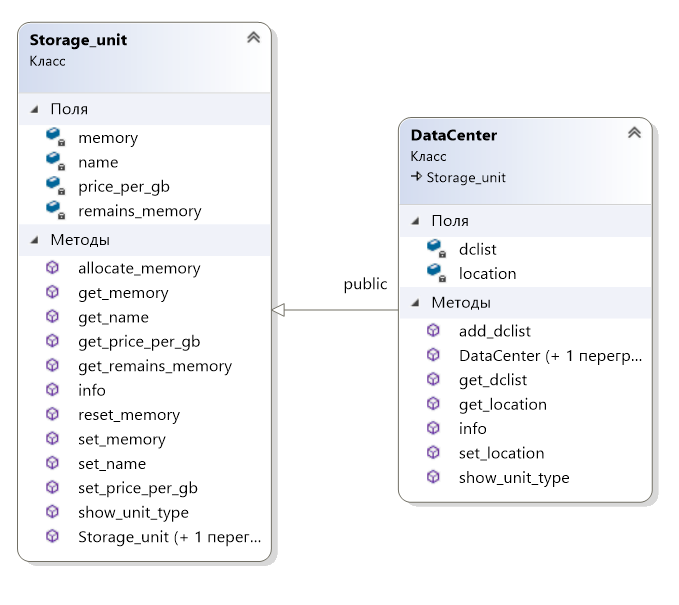 Storage_unit
Класс
Поля
memory
name
price_per_gb
remains_memory
Методы
allocate_memory
get_memory
get_name
get_price_per_gb
get_remains_memory
info
reset_memory
set_memory
set_name
set_price_per_gb
show_unit_type
Storage_unit (+ 1 перег...
public
DataCenter
Класс
Storage_unit
Поля
dclist
location
Методы
add_dclist
DataCenter (+ 1 перегр...
get_dclist
get_location
info
set_location
show_unit_type